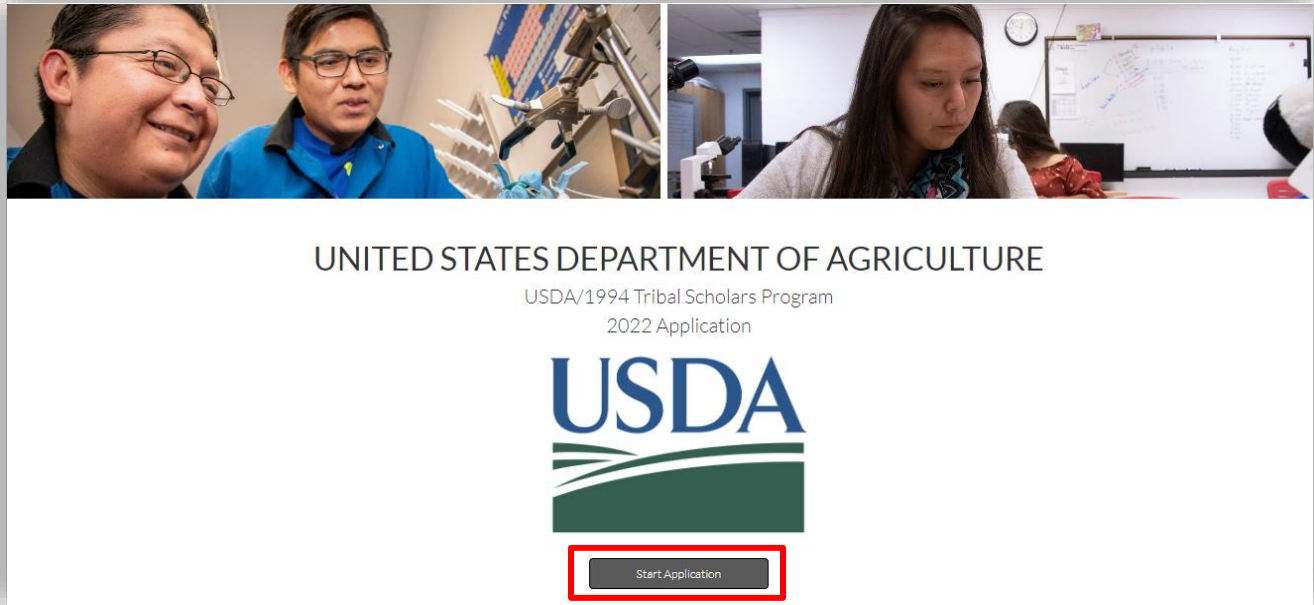 UNITED STATES DEPARTMENT OF AGRICULTURE
USDA/1994 Tribal Scholars Program
2022 Application
USDA
Start Application